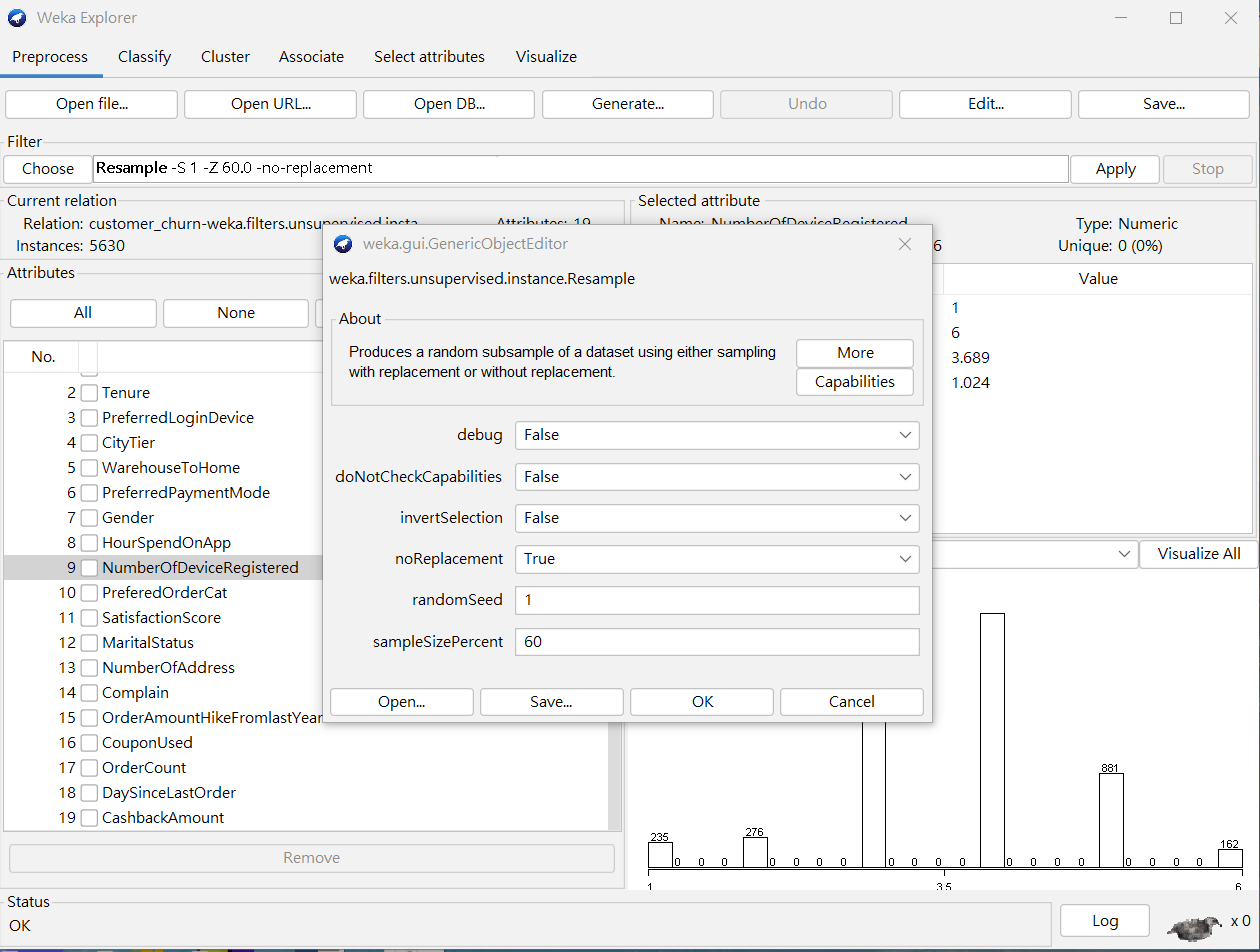 Weka Explorer
Preprocess Classify Cluster Associate Select attributes Visualize
Open file... Open URL... Open DB... Generate... Undo Edit... Save...
Filter
Choose Resample -S 1 -Z 60.0 -no-replacement Apply Stop
Current relation
Relation: customer_churn-weka.filters.unsupervised.insta... Attributes: 19
Instances: 5630
Selected attribute
Name: NumberOfDeviceRegistered Type: Numeric
6 Unique: 0 (0%)
Attributes
All None
No.
2 Tenure
3 PreferredLoginDevice
4 CityTier
5 WarehouseToHome
6 PreferredPaymentMode
7 Gender
8 HourSpendOnApp
9 NumberOfDeviceRegistered
10 PreferedOrderCat
11 SatisfactionScore
12 MaritalStatus
13 NumberOfAddress
14 Complain
15 OrderAmountHikeFromlastYear
16 CouponUsed
17 OrderCount
18 DaySinceLastOrder
19 CashbackAmount
Remove
weka.gui.GenericObjectEditor
weka.filters.unsupervised.instance.Resample
About
Produces a random subsample of a dataset using either sampling
with replacement or without replacement.
More
Capabilities
debug False
doNotCheckCapabilities False
invertSelection False
noReplacement True
randomSeed 1
sampleSizePercent 60
Open... Save... OK Cancel
Value
1
6
3.689
1.024
Visualize All
235 0 0 0 276 0 0 0 0 0 0 0 0 0 0 0 0 881 0 0 0 0 162
1 3.5 6
Status
OK
Log x 0